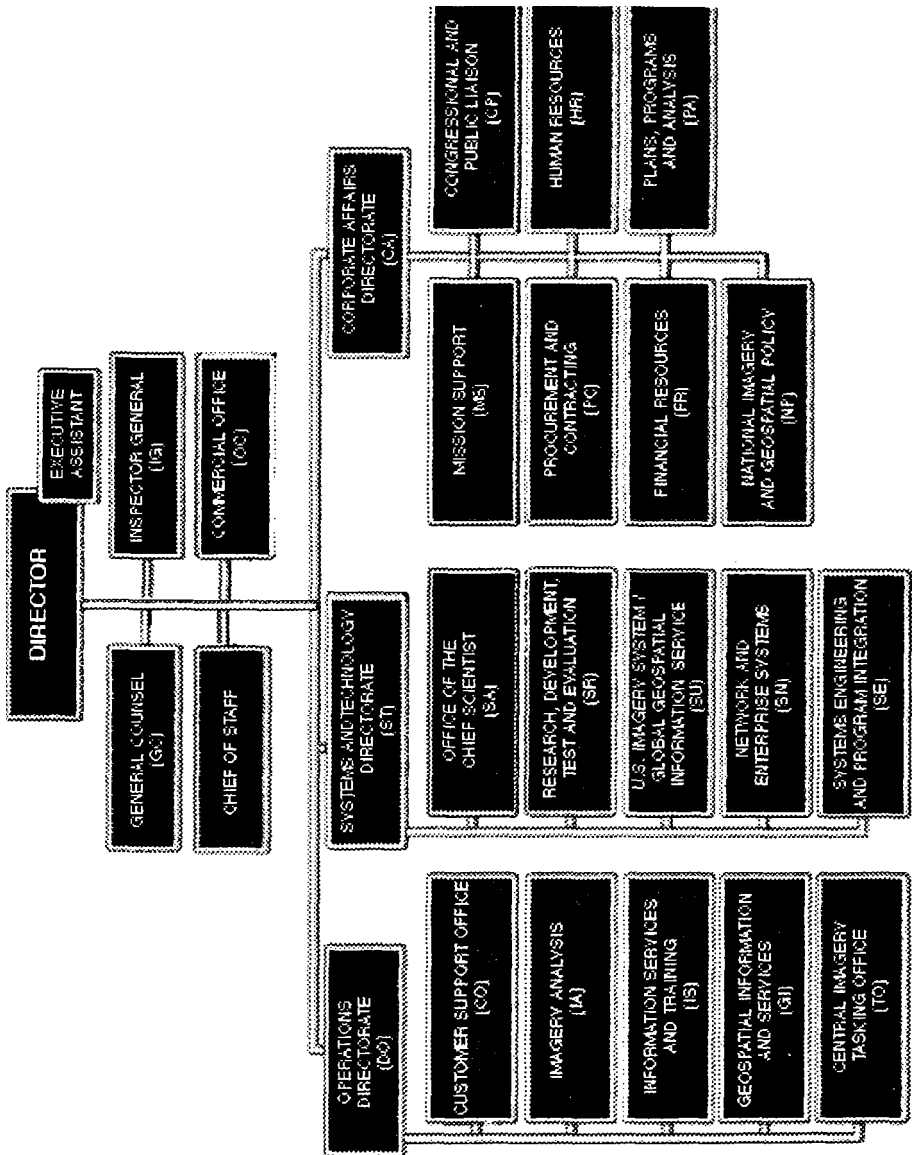 DIRECTOR
EXECUTIVE
ASSISTANT
GENERAL COUNSEL
(GC)
INSPECTOR GENERAL
(IG)
CHIEF OF STAFF
COMMERCIAL OFFICE
(OC)
OPERATIONS
DIRECTORATE
(DO)
CUSTOMER SUPPORT OFFICE
(CO)
IMAGERY ANALYSIS
(IA)
INFORMATION SERVICES
AND TRAINING
(IS)
GEOSPATIAL INFORMATION
AND SERVICES
(GI)
CENTRAL IMAGERY
TASKING OFFICE
(TO)
SYSTEMS AND TECHNOLOGY
DIRECTORATE
(ST)
OFFICE OF THE
CHIEF SCIENTIST
(SA)
RESEARCH, DEVELOPMENT,
TEST AND EVALUATION
(SR)
U.S. IMAGERY SYSTEM /
GLOBAL GEOSPATIAL
INFORMATION SERVICE
(SU)
NETWORK AND
ENTERPRISE SYSTEMS
(SN)
SYSTEMS ENGINEERING
AND PROGRAM INTEGRATION
(SE)
CORPORATE AFFAIRS
DIRECTORATE
(CA)
MISSION SUPPORT
(MS)
CONGRESSIONAL AND
PUBLIC LIAISON
(CP)
PROCUREMENT AND
CONTRACTING
(PC)
HUMAN RESOURCES
(HR)
FINANCIAL RESOURCES
(FR)
PLANS, PROGRAMS
AND ANALYSIS
(PA)
NATIONAL IMAGERY
AND GEOSPATIAL POLICY
(NP)